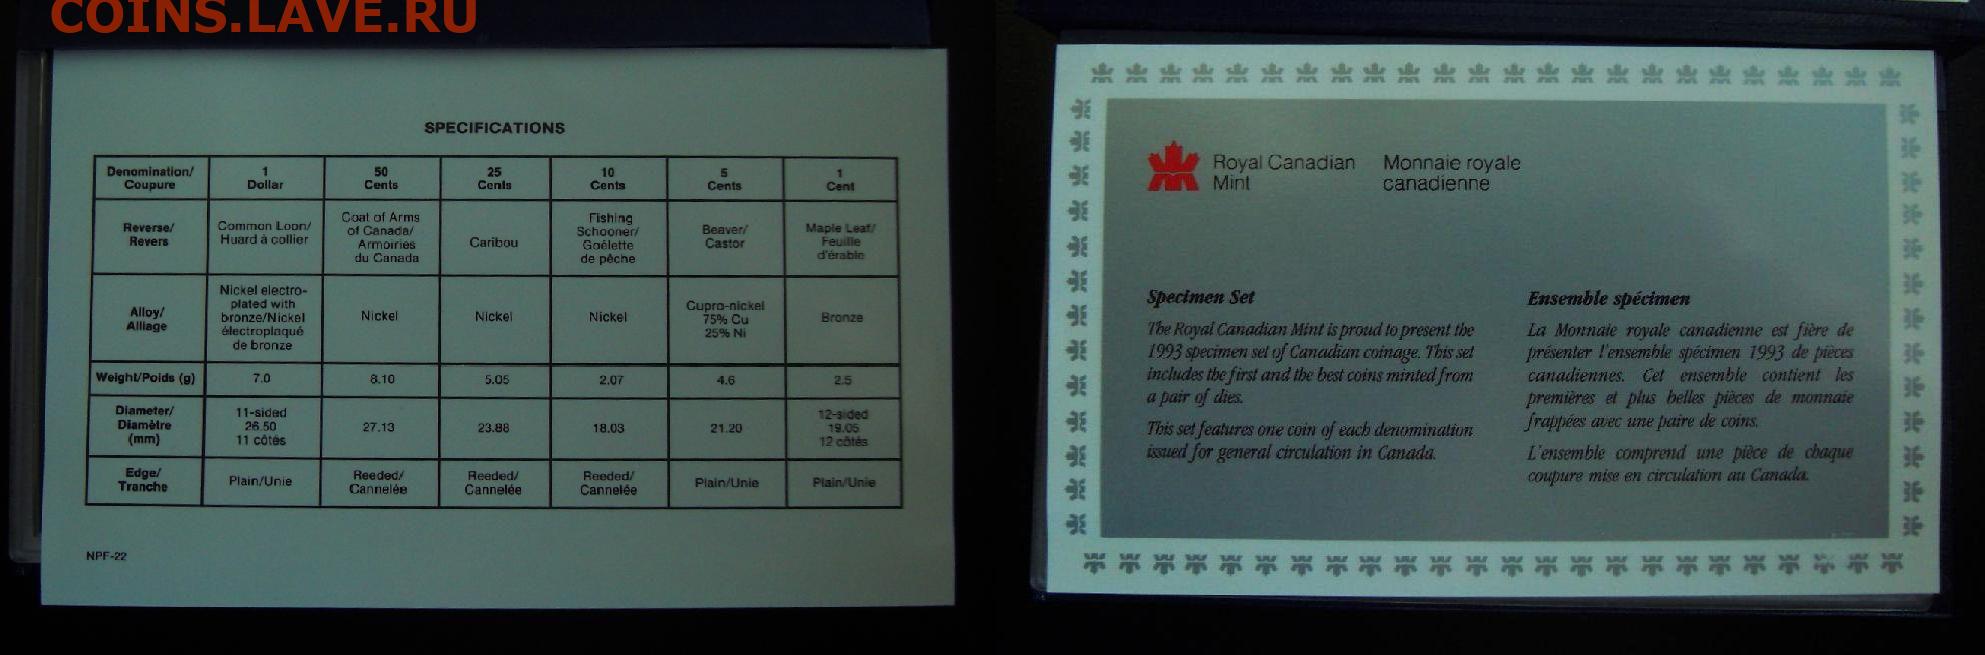 COINS.LAVE.RU
SPECIFICATIONS
Denomination/ Coupure
1 Dollar
50 Cents
25 Cents
10 Cents
5 Cents
1 Cent
Reverse/ Revers
Common Loon/ Huard à collier
Coat of Arms of Canada/ Armoiries du Canada
Caribou
Fishing Schooner/ Goélette de pêche
Beaver/ Castor
Maple Leaf/ Feuille d'érable
Alloy/ Alliage
Nickel electro- plated with bronze/Nickel électroplaqué de bronze
Nickel
Nickel
Nickel
Cupro-nickel 75% Cu 25% Ni
Bronze
Weight/Poids (g)
7.0
8.10
5.05
2.07
4.6
2.5
Diameter/ Diamètre (mm)
11-sided 26.50 11 côtés
27.13
23.88
18.03
21.20
12-sided 19.05 12 côtés
Edge/ Tranche
Plain/Unie
Reeded/ Cannelée
Reeded/ Cannelée
Reeded/ Cannelée
Plain/Unie
Plain/Unie
NPF-22
Royal Canadian Mint
Monnaie royale canadienne
Specimen Set
The Royal Canadian Mint is proud to present the
1993 specimen set of Canadian coinage. This set
includes the first and the best coins minted from
a pair of dies.
This set features one coin of each denomination
issued for general circulation in Canada.
Ensemble spécimen
La Monnaie royale canadienne est fière de
présenter l'ensemble spécimen 1993 de pièces
canadiennes. Cet ensemble contient les
premières et plus belles pièces de monnaie
frappées avec une paire de coins.
L'ensemble comprend une pièce de chaque
coupure mise en circulation au Canada.